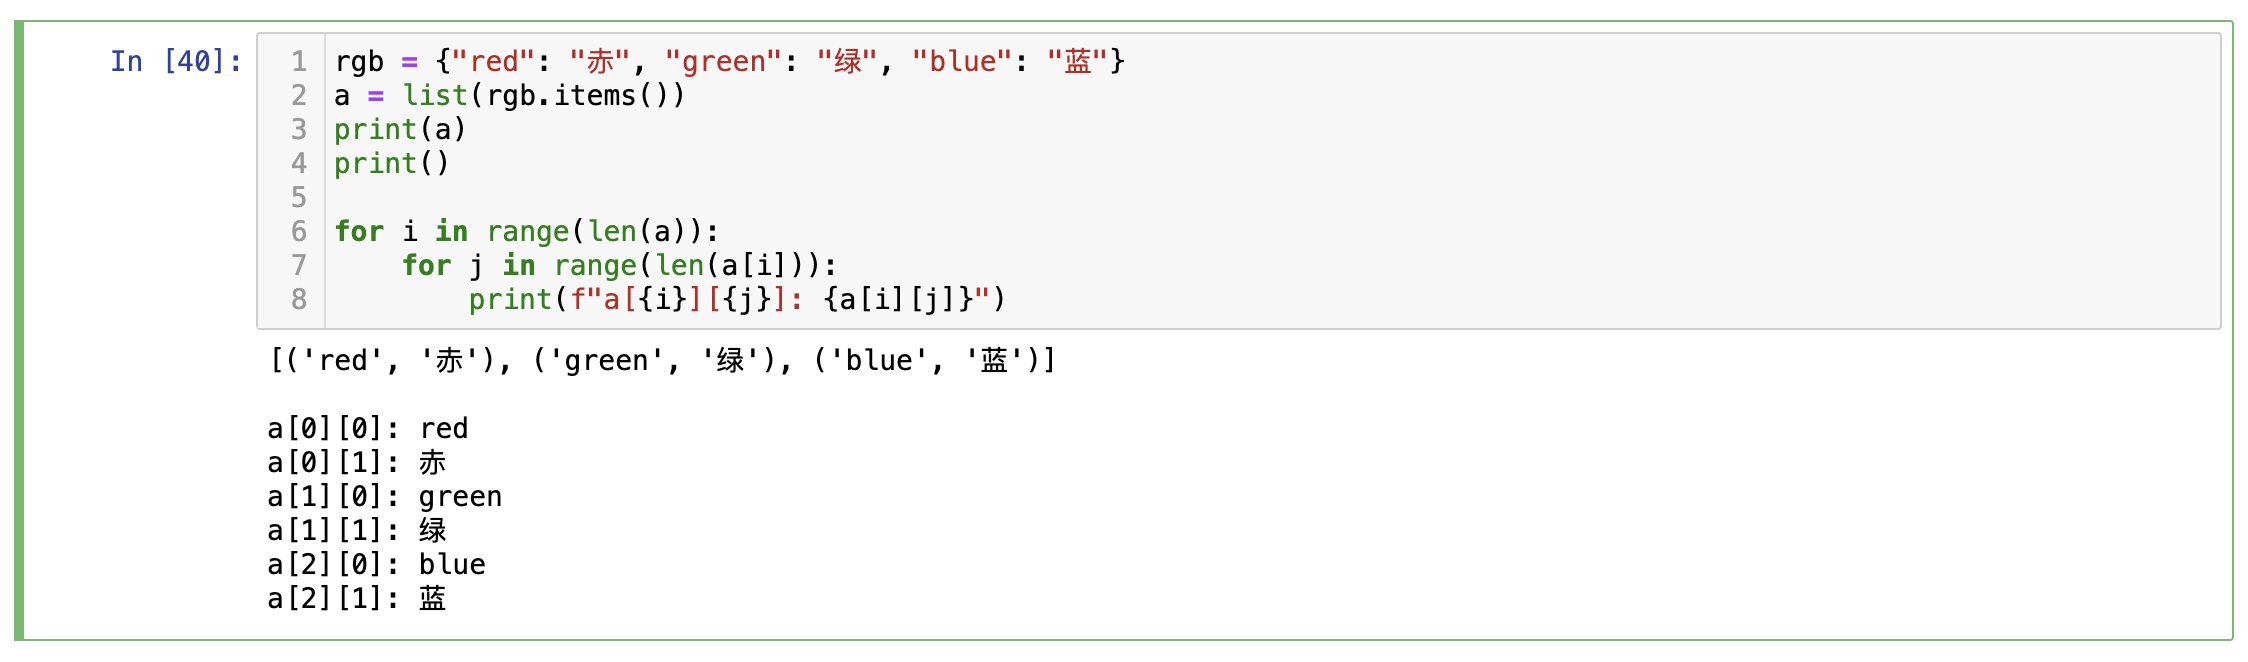 In [40]:
1 rgb = {"red": "赤", "green": "绿", "blue": "蓝"}
2 a = list(rgb.items())
3 print(a)
4 print()
5
6 for i in range(len(a)):
7     for j in range(len(a[i])):
8         print(f"a[{i}][{j}]: {a[i][j]}")
[('red', '赤'), ('green', '绿'), ('blue', '蓝')]
a[0][0]: red
a[0][1]: 赤
a[1][0]: green
a[1][1]: 绿
a[2][0]: blue
a[2][1]: 蓝